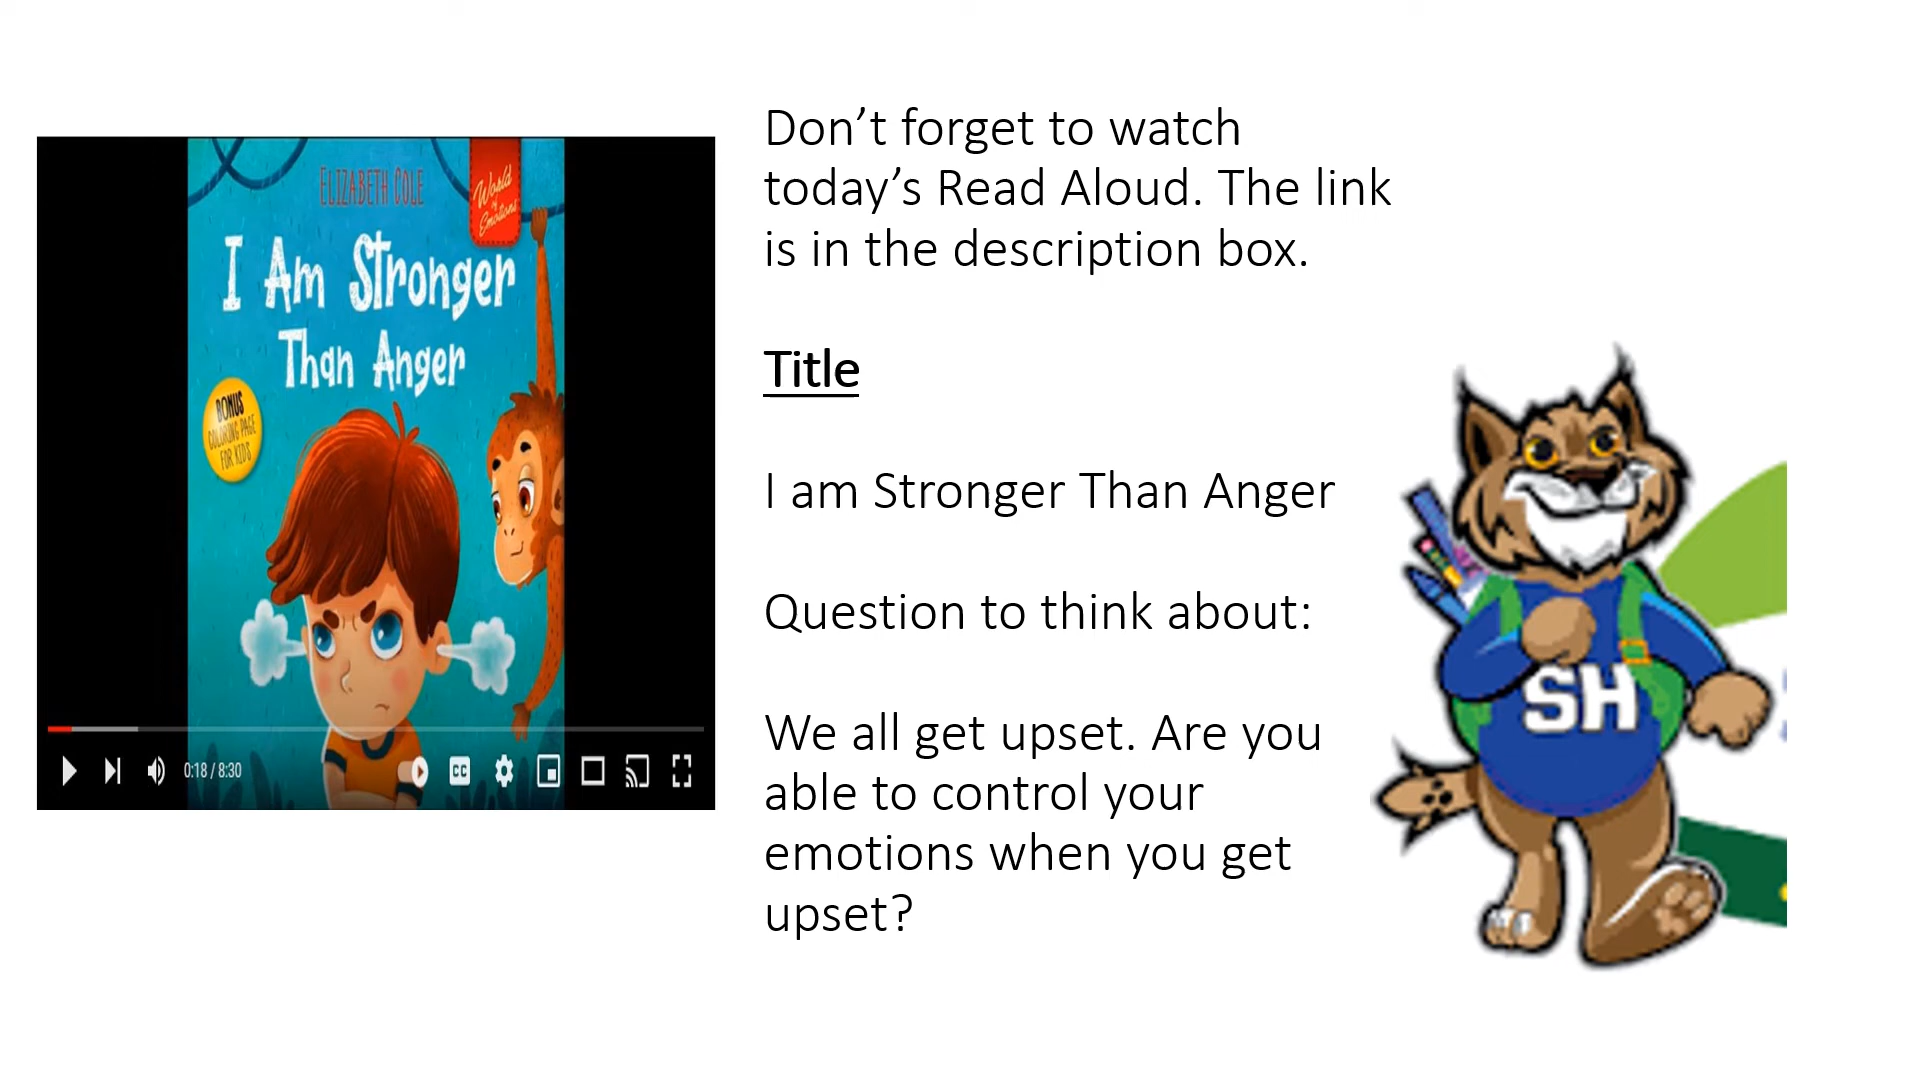 ELIZABETH COLE
World
of
Emotions
I Am Stronger
Than Anger
BONUS
COLORING PAGE
FOR KIDS
0:18 / 8:30
CC
Don’t forget to watch
today’s Read Aloud. The link
is in the description box.
Title
I am Stronger Than Anger
Question to think about:
We all get upset. Are you
able to control your
emotions when you get
upset?
SH